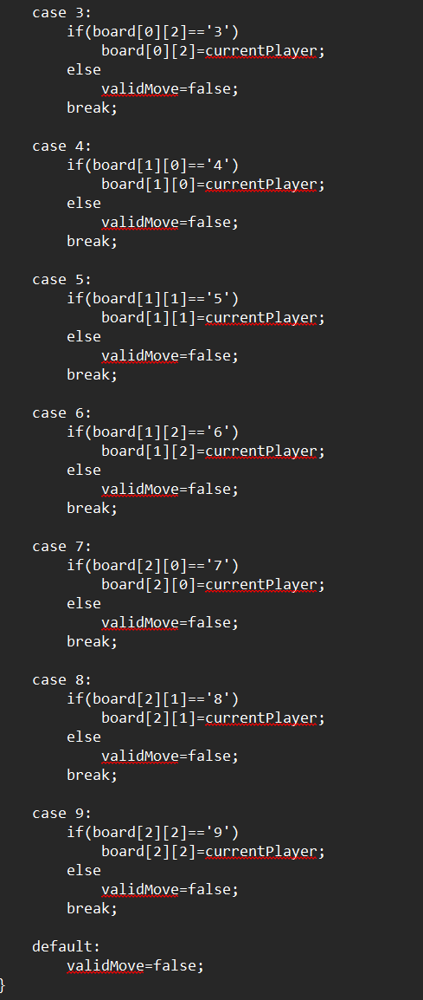 case 3:
if(board[0][2]=='3')
board[0][2]=currentPlayer;
else
validMove=false;
break;
case 4:
if(board[1][0]=='4')
board[1][0]=currentPlayer;
else
validMove=false;
break;
case 5:
if(board[1][1]=='5')
board[1][1]=currentPlayer;
else
validMove=false;
break;
case 6:
if(board[1][2]=='6')
board[1][2]=currentPlayer;
else
validMove=false;
break;
case 7:
if(board[2][0]=='7')
board[2][0]=currentPlayer;
else
validMove=false;
break;
case 8:
if(board[2][1]=='8')
board[2][1]=currentPlayer;
else
validMove=false;
break;
case 9:
if(board[2][2]=='9')
board[2][2]=currentPlayer;
else
validMove=false;
break;
default:
validMove=false;
}